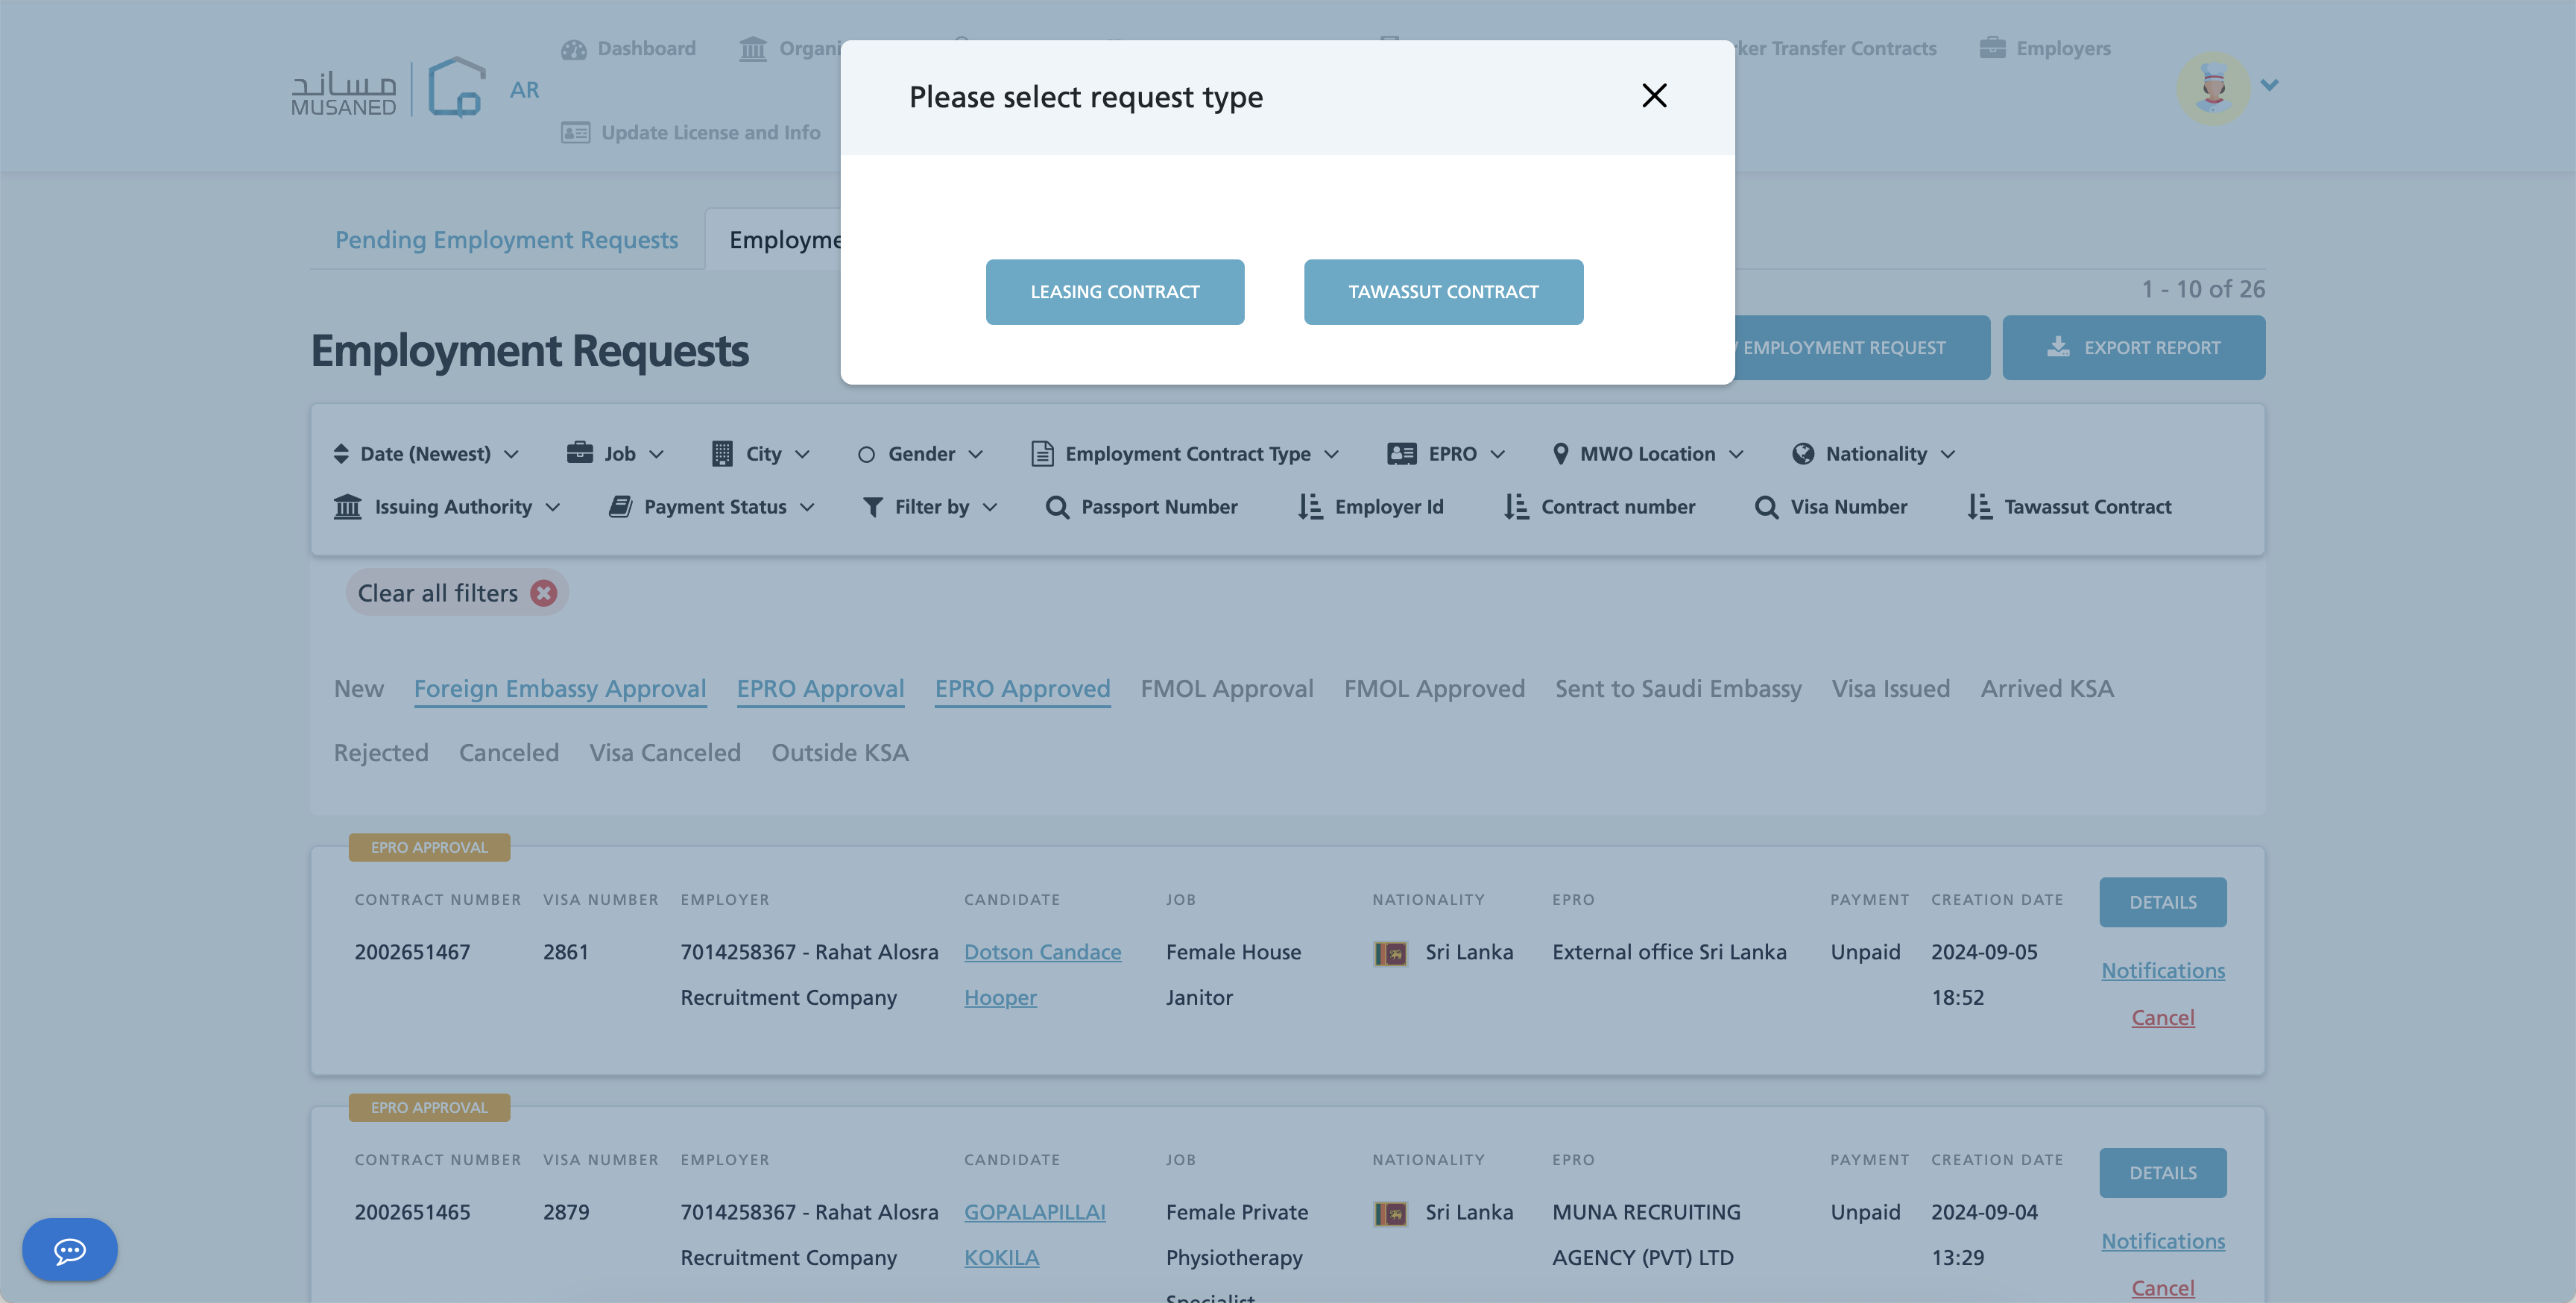 Dashboard
Organi
ker Transfer Contracts
Employers
مساند
MUSANED
AR
Update License and Info
Please select request type
LEASING CONTRACT
TAWASSUT CONTRACT
Pending Employment Requests
Employme
1 - 10 of 26
Employment Requests
EMPLOYMENT REQUEST
EXPORT REPORT
Date (Newest)
Job
City
Gender
Employment Contract Type
EPRO
MWO Location
Nationality
Issuing Authority
Payment Status
Filter by
Passport Number
Employer Id
Contract number
Visa Number
Tawassut Contract
Clear all filters
New Foreign Embassy Approval EPRO Approval EPRO Approved FMOL Approval FMOL Approved Sent to Saudi Embassy Visa Issued Arrived KSA
Rejected Canceled Visa Canceled Outside KSA
EPRO APPROVAL
CONTRACT NUMBER VISA NUMBER EMPLOYER CANDIDATE JOB NATIONALITY EPRO PAYMENT CREATION DATE
DETAILS
2002651467 2861 7014258367 - Rahat Alosra Dotson Candace Female House Sri Lanka External office Sri Lanka Unpaid 2024-09-05
Notifications
Recruitment Company Hooper Janitor 18:52
Cancel
EPRO APPROVAL
CONTRACT NUMBER VISA NUMBER EMPLOYER CANDIDATE JOB NATIONALITY EPRO PAYMENT CREATION DATE
DETAILS
2002651465 2879 7014258367 - Rahat Alosra GOPALAPILLAI Female Private Sri Lanka MUNA RECRUITING Unpaid 2024-09-04
Notifications
Recruitment Company KOKILA Physiotherapy AGENCY (PVT) LTD 13:29
Cancel
Specialist